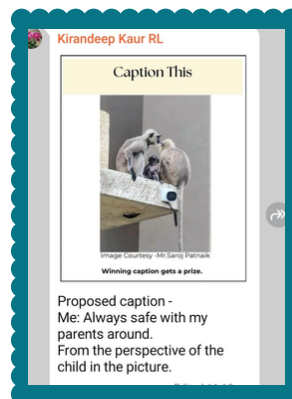 Kirandeep Kaur RL
Caption This
Image Courtesy -Mr.Saroj Patnaik
Winning caption gets a prize.
Proposed caption -
Me: Always safe with my
parents around.
From the perspective of the
child in the picture.